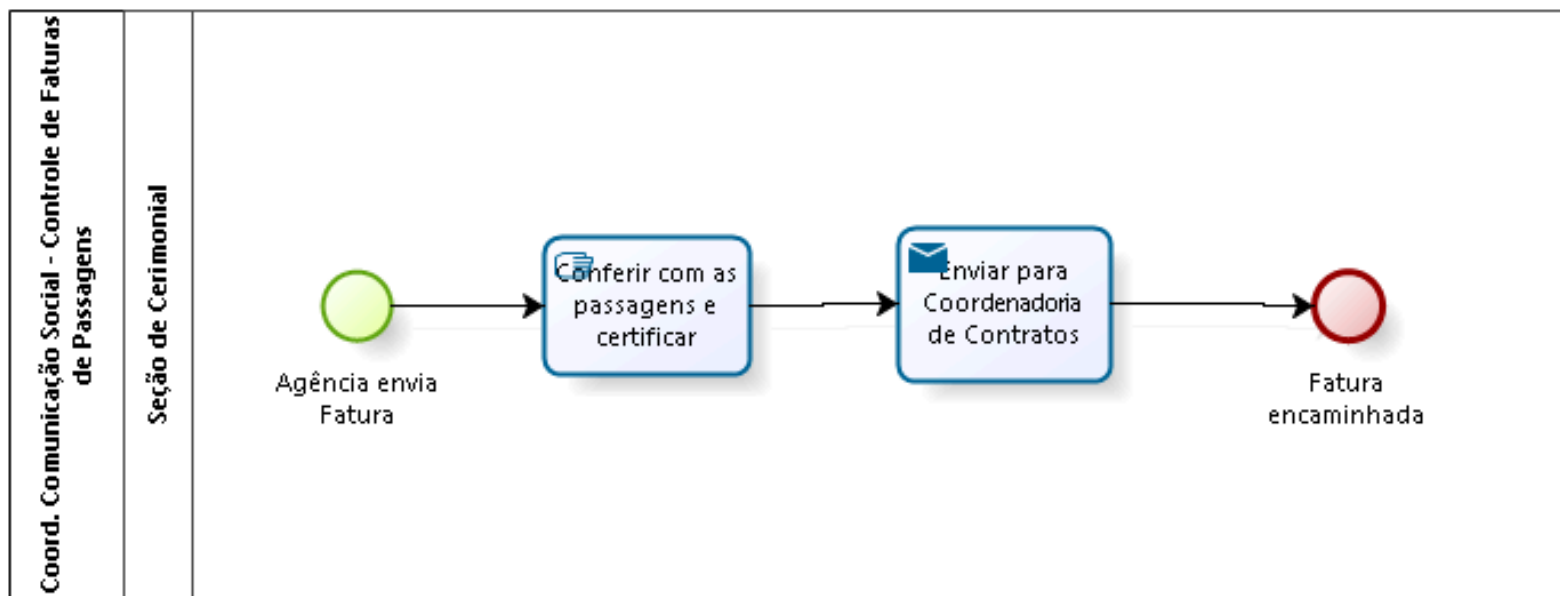 Coord. Comunicação Social - Controle de Faturas
de Passagens
Seção de Cerimonial
Agência envia
Fatura
Conferir com as
passagens e
certificar
Enviar para
Coordenadoria
de Contratos
Fatura
encaminhada